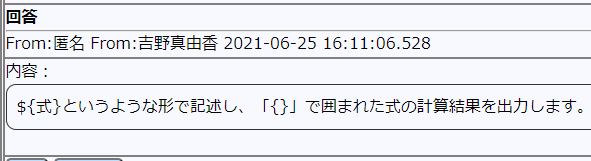 回答
From:匿名 From:吉野真由香 2021-06-25 16:11:06.528
内容：
${式}というような形で記述し、「{}」で囲まれた式の計算結果を出力します。